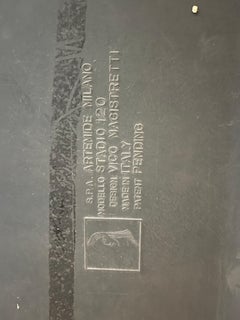 S.P.A. ARTEMIDE MILANO
MODELLO STADIO 120
DESIGN VICO MAGISTRETTI
MADE IN ITALY
PATENT PENDING